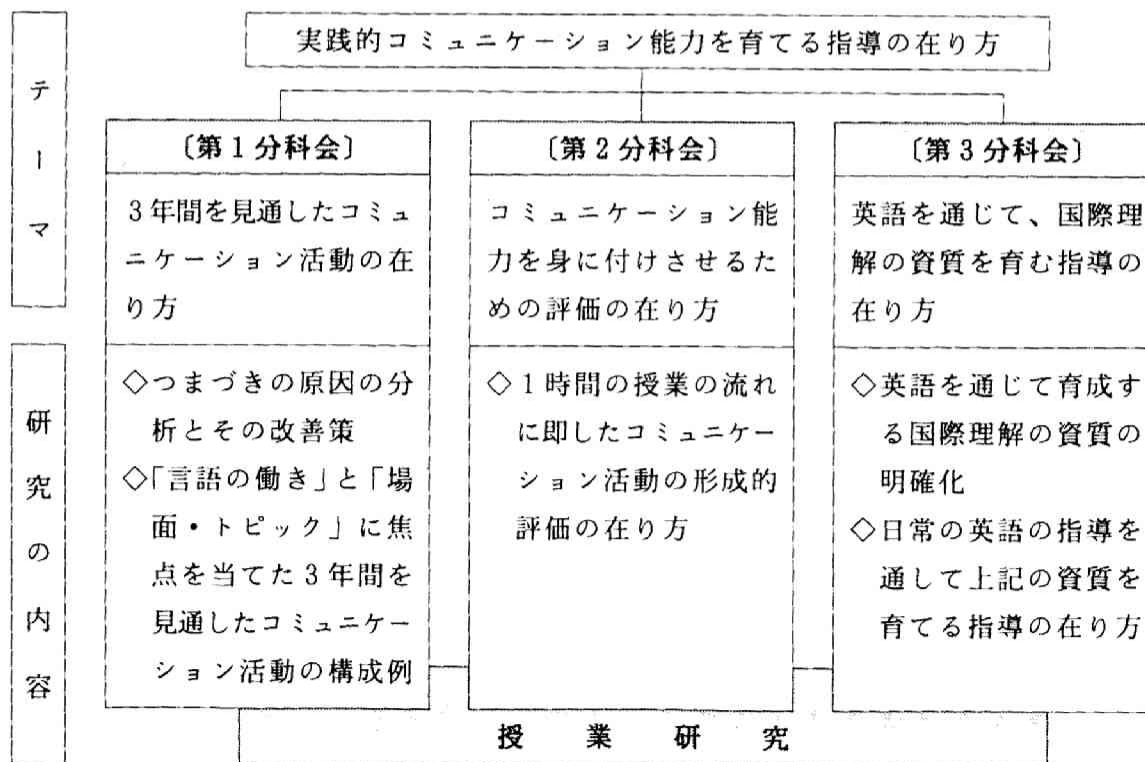 テーマ
実践的コミュニケーション能力を育てる指導の在り方
〔第1分科会〕
3年間を見通したコミュ
ニケーション活動の在
り方
〔第2分科会〕
コミュニケーション能
力を身に付けさせるた
めの評価の在り方
〔第3分科会〕
英語を通じて、国際理
解の資質を育む指導の
在り方
研究の内容
◇つまづきの原因の分
析とその改善策
◇「言語の働き」と「場
面・トピック」に焦
点を当てた3年間を
見通したコミュニケー
ション活動の構成例
◇1時間の授業の流れ
に即したコミュニケー
ション活動の形成的
評価の在り方
◇英語を通じて育成す
る国際理解の資質の
明確化
◇日常の英語の指導を
通して上記の資質を
育てる指導の在り方
授業研究